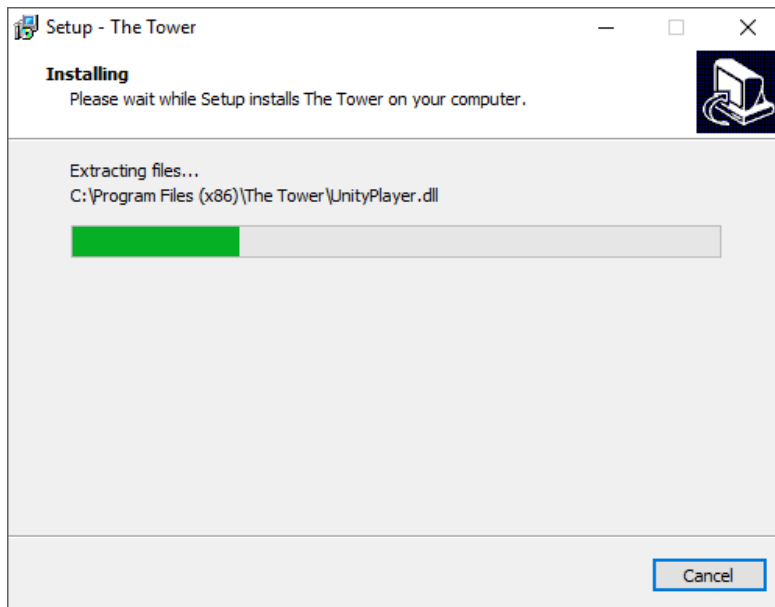 Setup - The Tower
Installing
Please wait while Setup installs The Tower on your computer.
Extracting files...
C:\Program Files (x86)\The Tower\UnityPlayer.dll
Cancel